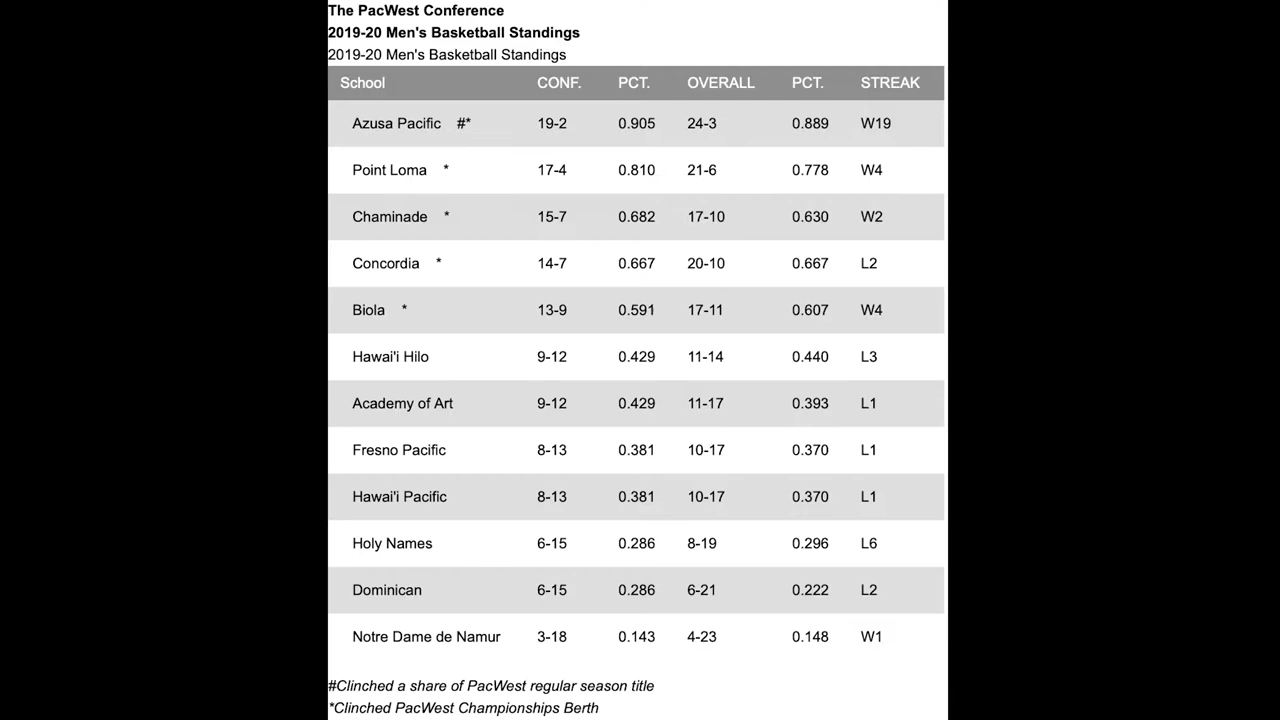 The PacWest Conference
2019-20 Men's Basketball Standings
2019-20 Men's Basketball Standings
School CONF. PCT. OVERALL PCT. STREAK
Azusa Pacific #* 19-2 0.905 24-3 0.889 W19
Point Loma * 17-4 0.810 21-6 0.778 W4
Chaminade * 15-7 0.682 17-10 0.630 W2
Concordia * 14-7 0.667 20-10 0.667 L2
Biola * 13-9 0.591 17-11 0.607 W4
Hawai'i Hilo 9-12 0.429 11-14 0.440 L3
Academy of Art 9-12 0.429 11-17 0.393 L1
Fresno Pacific 8-13 0.381 10-17 0.370 L1
Hawai'i Pacific 8-13 0.381 10-17 0.370 L1
Holy Names 6-15 0.286 8-19 0.296 L6
Dominican 6-15 0.286 6-21 0.222 L2
Notre Dame de Namur 3-18 0.143 4-23 0.148 W1
#Clinched a share of PacWest regular season title
*Clinched PacWest Championships Berth